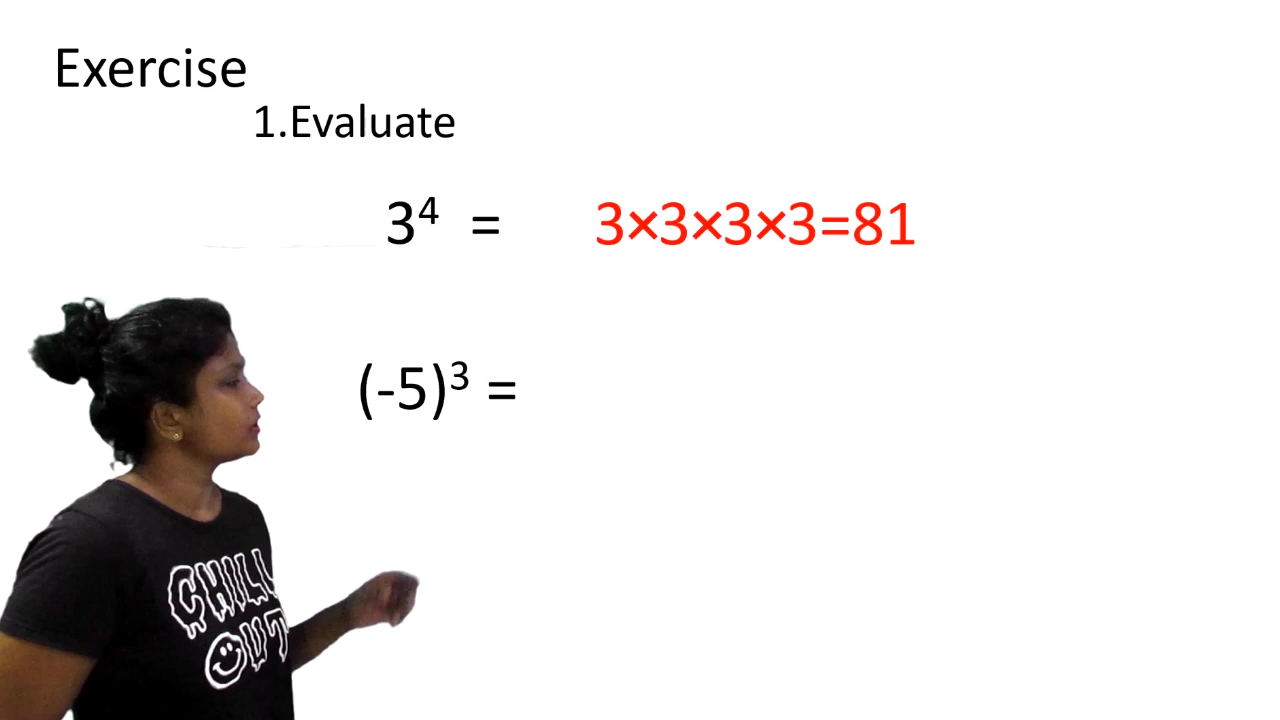 Exercise
1.Evaluate
3⁴ = 3×3×3×3=81
(-5)³ =
CHILL
OUT